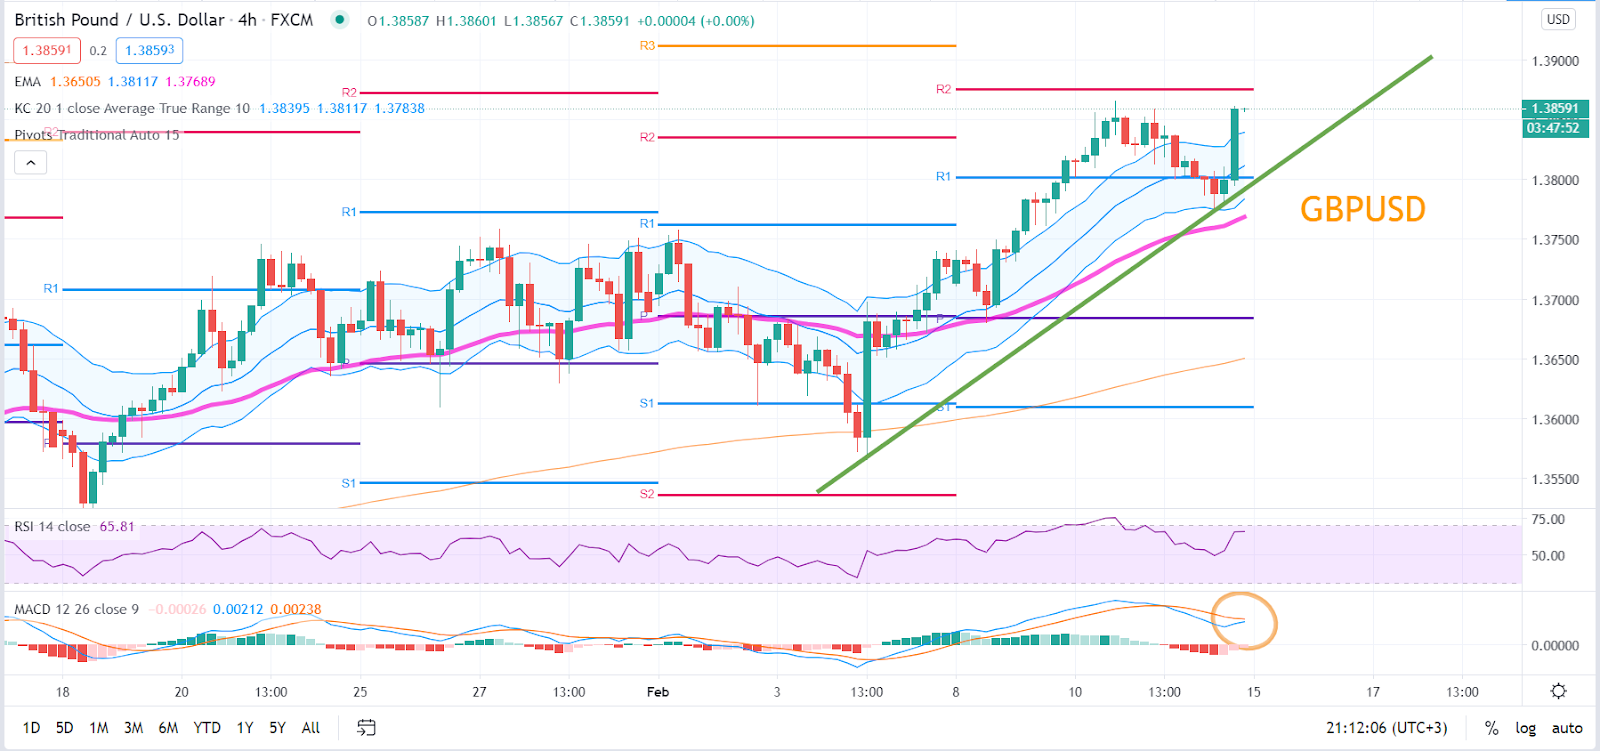 British Pound / U.S. Dollar · 4h · FXCM O1.38587 H1.38601 L1.38567 C1.38591 +0.00004 (+0.00%)
USD
1.38591 0.2 1.38593
R3
1.39000
EMA 1.36505 1.38117 1.37689
R2
R2
KC 20 1 close Average True Range 10 1.38395 1.38117 1.37838
1.38591
03:47:52
Pivots Traditional Auto 15
R2
R2
R1
1.38000
R1
GBPUSD
R1
1.37500
R1
1.37000
P
P
P
1.36500
S1
S1
1.36000
P
S1
1.35500
S2
RSI 14 close 65.81
75.00
50.00
MACD 12 26 close 9 -0.00026 0.00212 0.00238
0.00000
18 20 13:00 25 27 13:00 Feb 3 13:00 8 10 13:00 15 17 13:00
1D 5D 1M 3M 6M YTD 1Y 5Y All
21:12:06 (UTC+3) % log auto